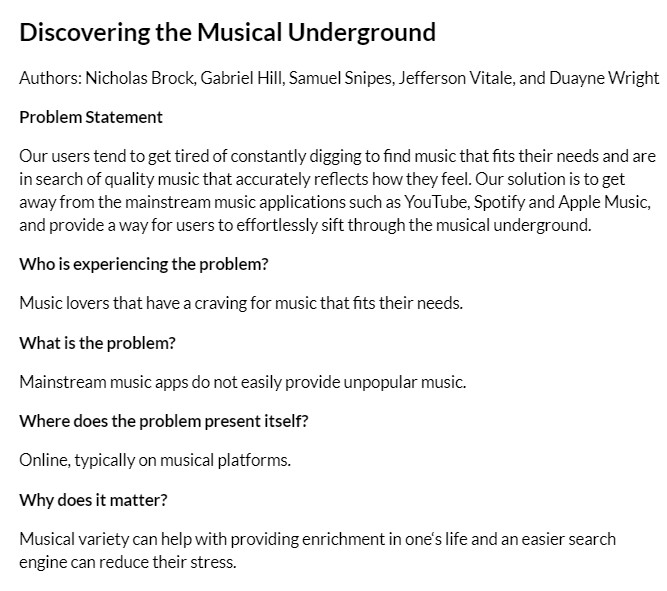 Discovering the Musical Underground
Authors: Nicholas Brock, Gabriel Hill, Samuel Snipes, Jefferson Vitale, and Duayne Wright
Problem Statement
Our users tend to get tired of constantly digging to find music that fits their needs and are
in search of quality music that accurately reflects how they feel. Our solution is to get
away from the mainstream music applications such as YouTube, Spotify and Apple Music,
and provide a way for users to effortlessly sift through the musical underground.
Who is experiencing the problem?
Music lovers that have a craving for music that fits their needs.
What is the problem?
Mainstream music apps do not easily provide unpopular music.
Where does the problem present itself?
Online, typically on musical platforms.
Why does it matter?
Musical variety can help with providing enrichment in one's life and an easier search
engine can reduce their stress.